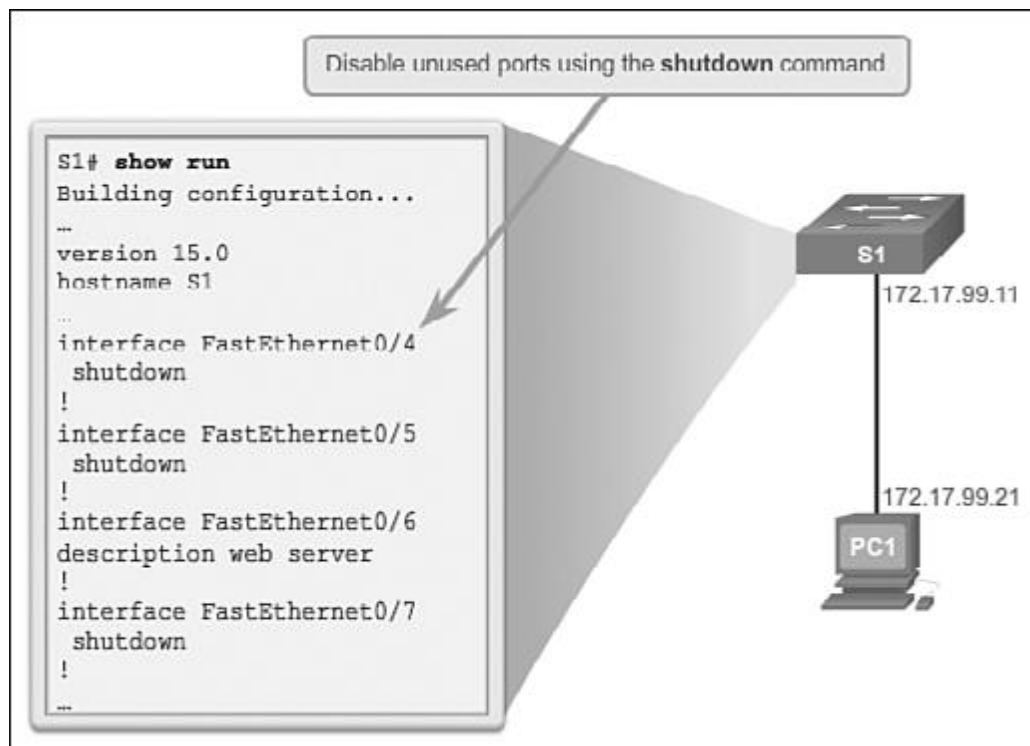 Disable unused ports using the shutdown command
S1# show run
Building configuration...
…
version 15.0
hostname S1
…
interface FastEthernet0/4
shutdown
!
interface FastEthernet0/5
shutdown
!
interface FastEthernet0/6
description web server
!
interface FastEthernet0/7
shutdown
!
…
S1
172.17.99.11
172.17.99.21
PC1